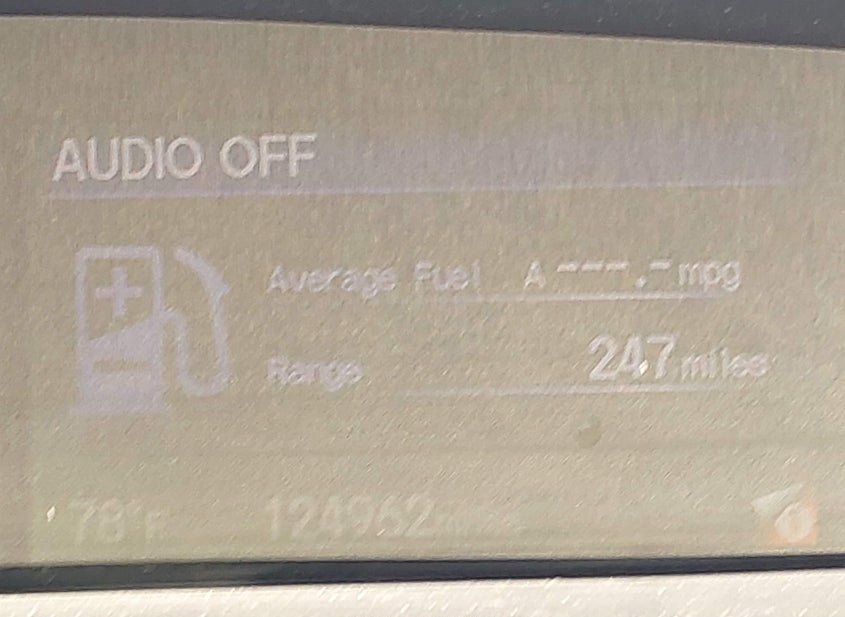 AUDIO OFF
Average Fuel A ---.- mpg
Range 247 miles
78°F 124962